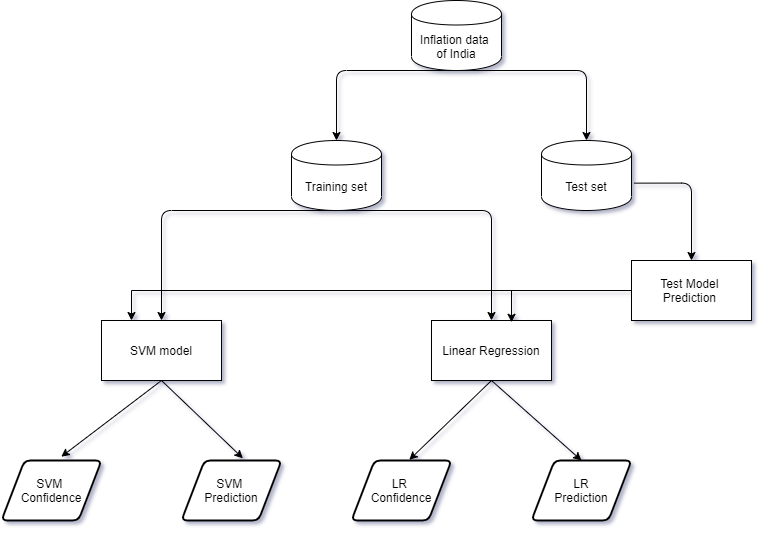 Inflation data
of India
Training set
Test set
Test Model
Prediction
SVM model
Linear Regression
SVM
Confidence
SVM
Prediction
LR
Confidence
LR
Prediction